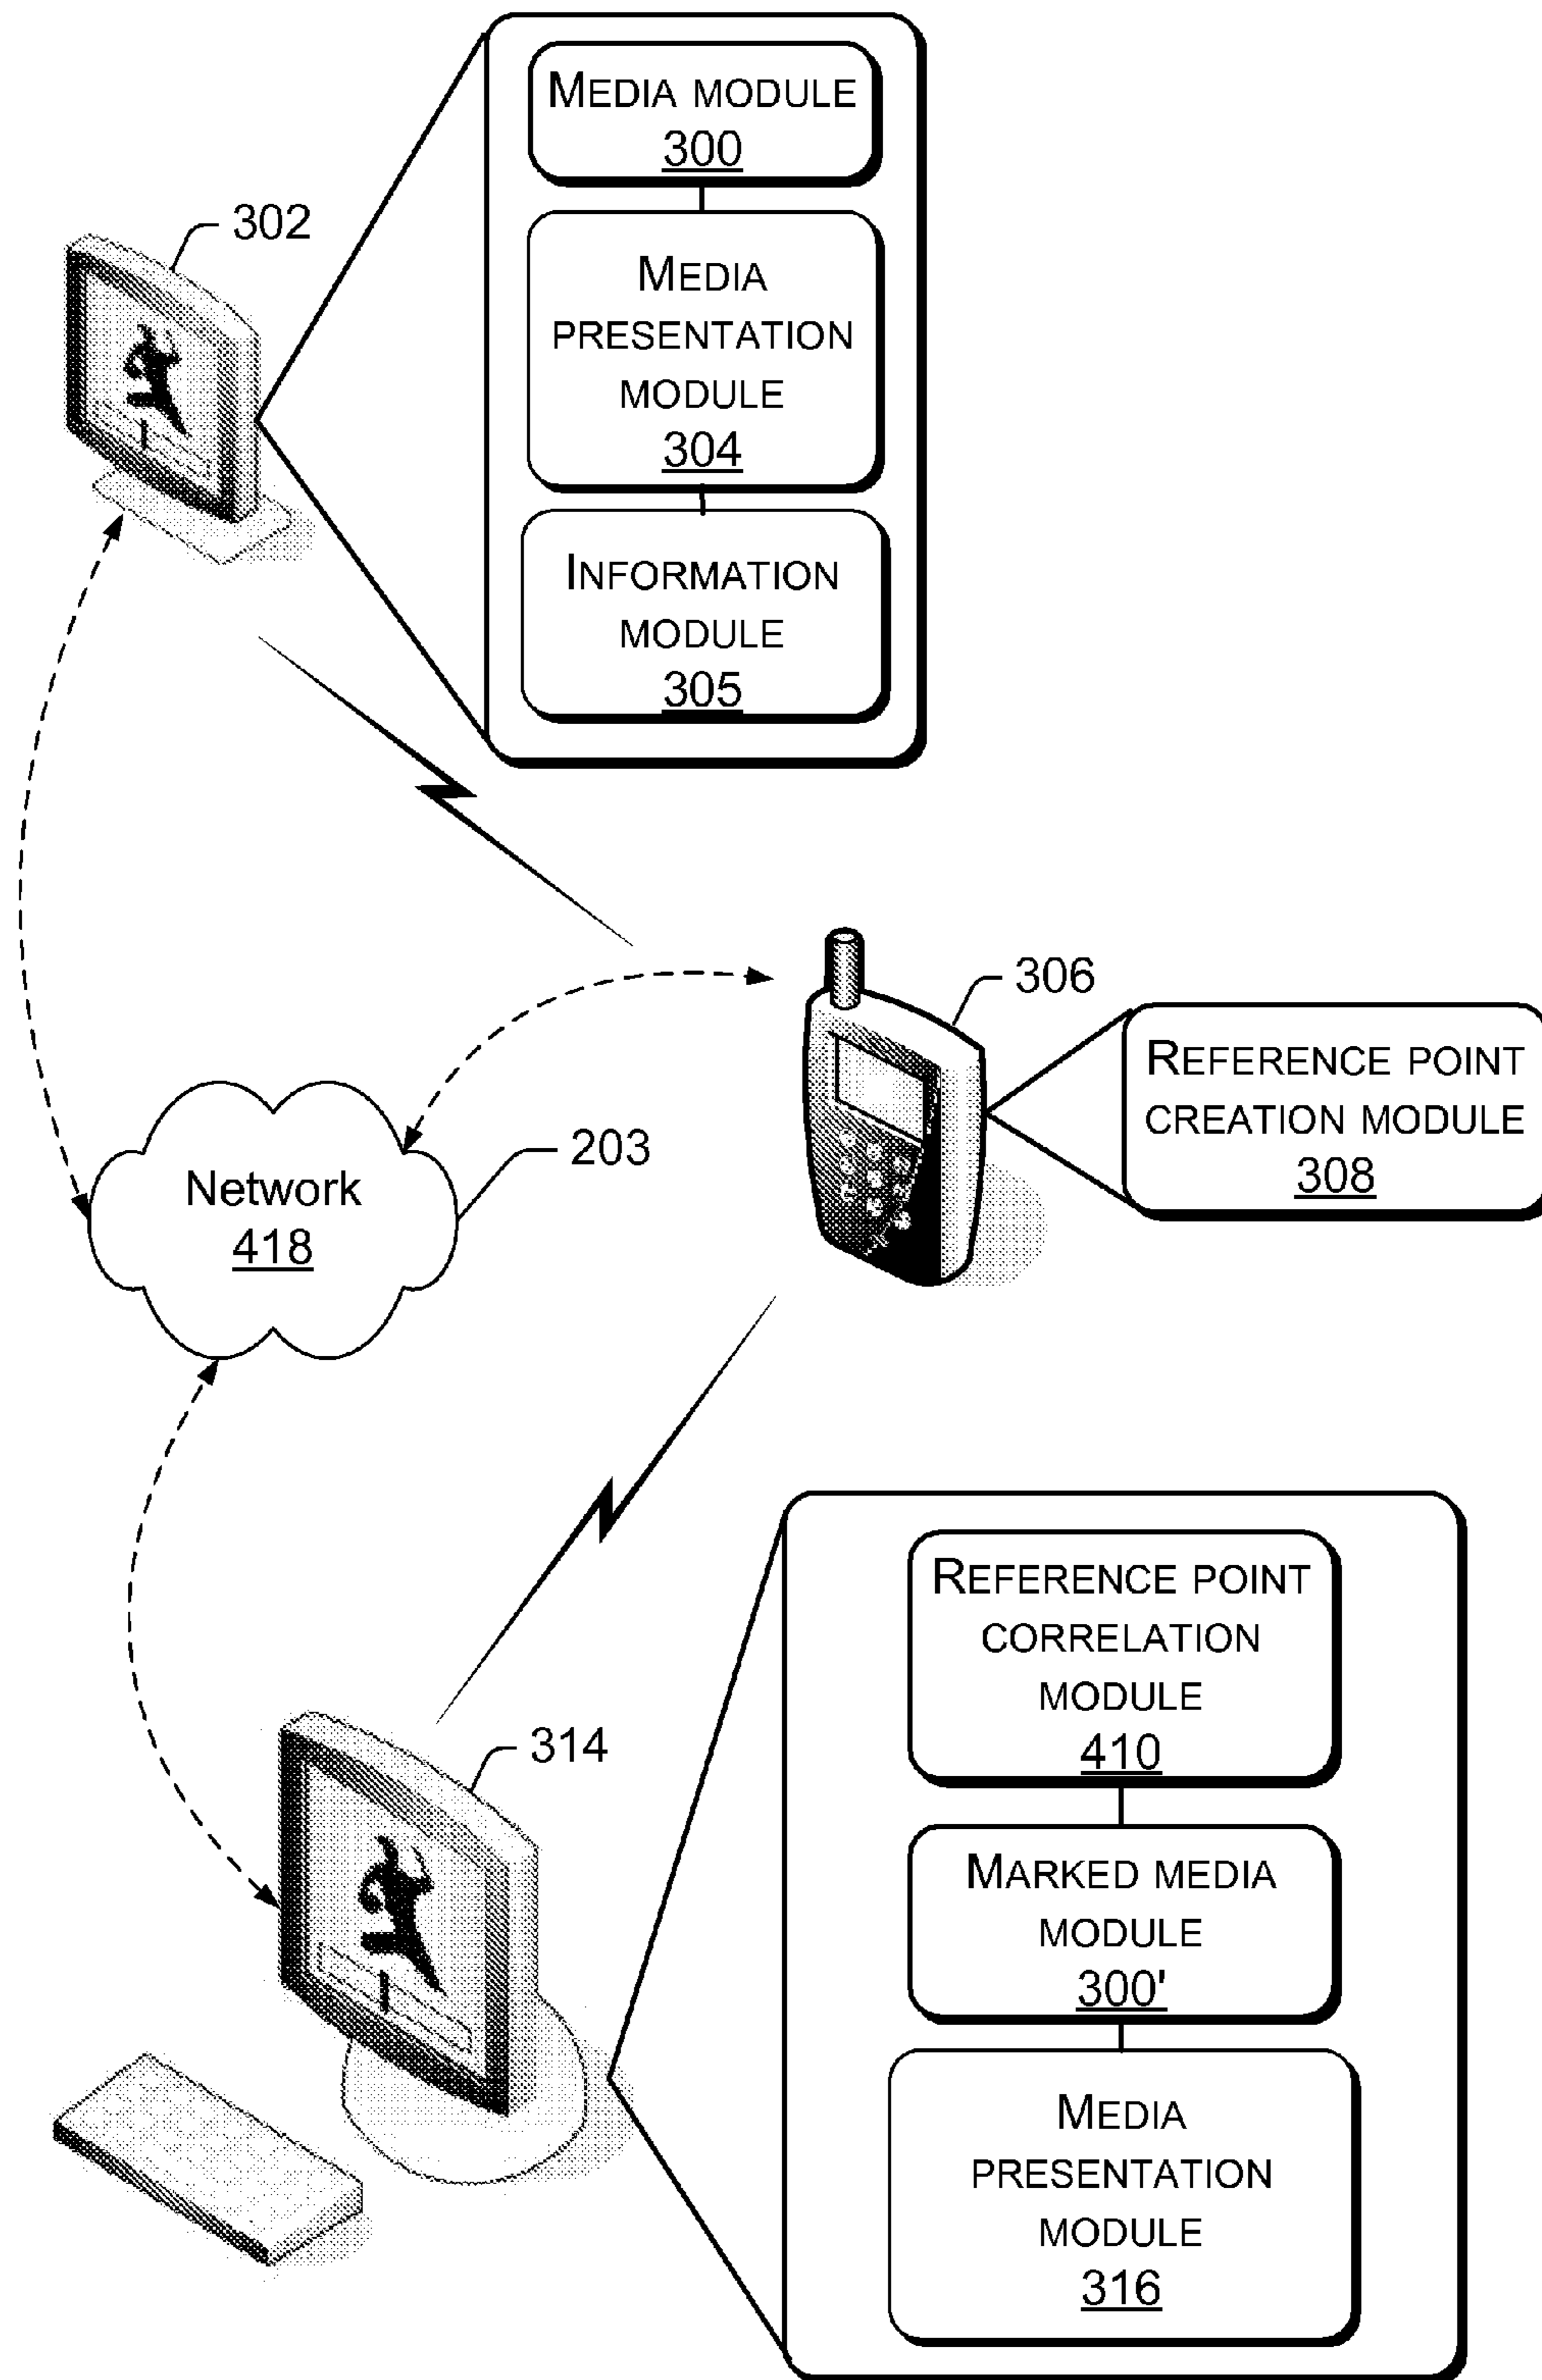 MEDIA MODULE
300
302
MEDIA
PRESENTATION
MODULE
304
INFORMATION
MODULE
305
306
REFERENCE POINT
CREATION MODULE
308
203
Network
418
REFERENCE POINT
CORRELATION
MODULE
410
314
MARKED MEDIA
MODULE
300'
MEDIA
PRESENTATION
MODULE
316